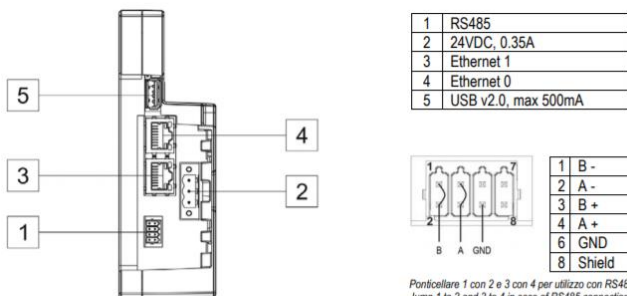 1 RS485
2 24VDC, 0.35A
3 Ethernet 1
4 Ethernet 0
5 USB v2.0, max 500mA
5
4
3
2
1
1 7
2 8
B A GND
1 B -
2 A -
3 B +
4 A +
6 GND
8 Shield
Ponticellare 1 con 2 e 3 con 4 per utilizzo con RS48
Jump 1 to 2 and 3 to 4 in case of RS485 connection